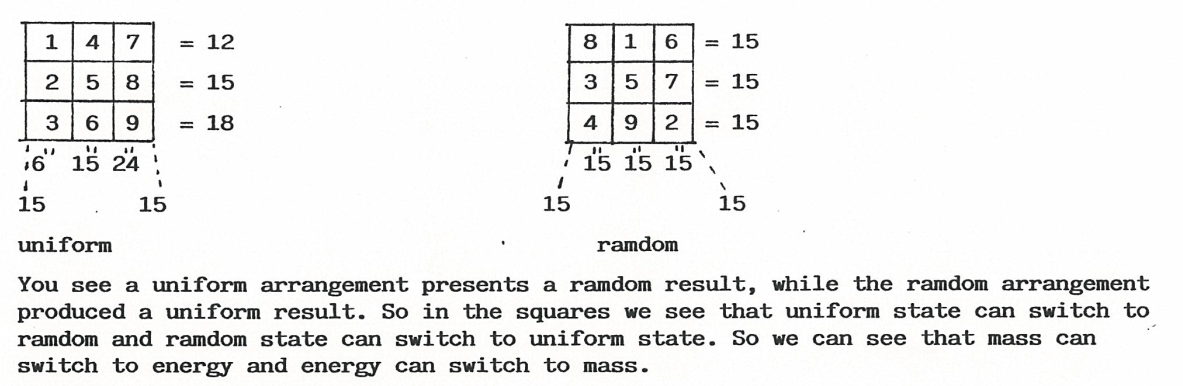 1 4 7 = 12 8 1 6 = 15
2 5 8 = 15 3 5 7 = 15
3 6 9 = 18 4 9 2 = 15
6 15 24 15 15 15
15 15 15 15
uniform ramdom
You see a uniform arrangement presents a ramdom result, while the ramdom arrangement
produced a uniform result. So in the squares we see that uniform state can switch to
ramdom and ramdom state can switch to uniform state. So we can see that mass can
switch to energy and energy can switch to mass.